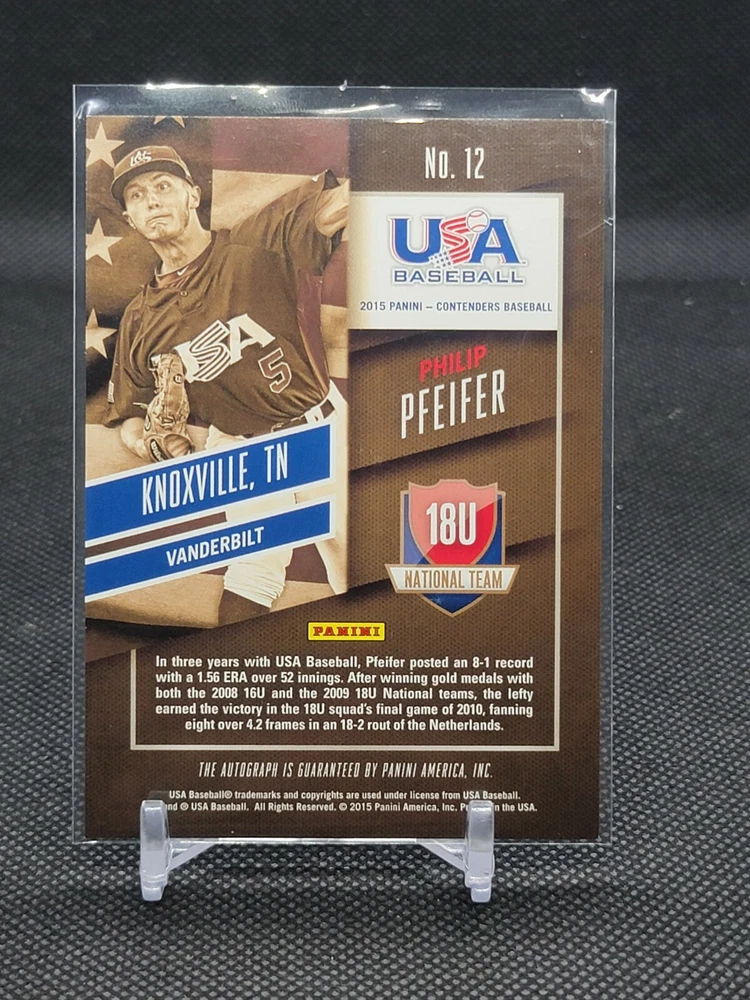 No. 12
USA
BASEBALL
2015 PANINI – CONTENDERS BASEBALL
PHILIP
PFEIFER
USA
5
KNOXVILLE, TN
VANDERBILT
18U
NATIONAL TEAM
PANINI
In three years with USA Baseball, Pfeifer posted an 8-1 record
with a 1.56 ERA over 52 innings. After winning gold medals with
both the 2008 16U and the 2009 18U National teams, the lefty
earned the victory in the 18U squad's final game of 2010, fanning
eight over 4.2 frames in an 18-2 rout of the Netherlands.
THE AUTOGRAPH IS GUARANTEED BY PANINI AMERICA, INC.
USA Baseball® trademarks and copyrights are used under license from USA Baseball.
® USA Baseball. All Rights Reserved. © 2015 Panini America, Inc. in the USA.